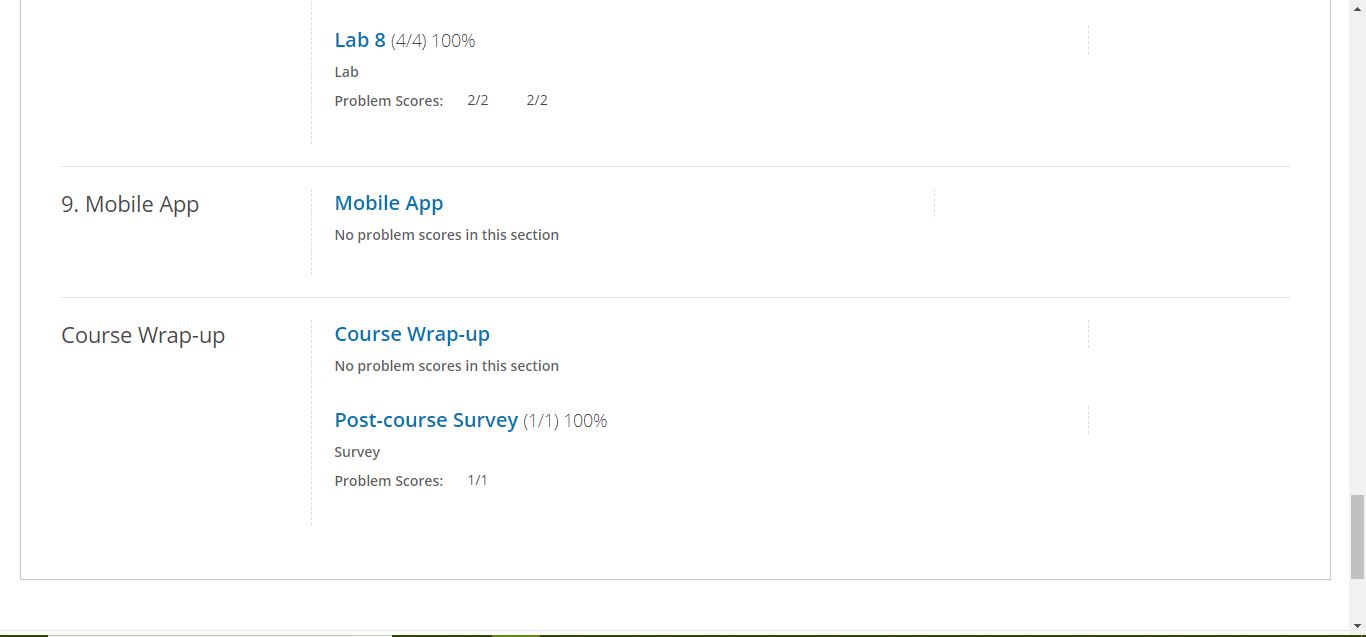 Lab 8 (4/4) 100%
Lab
Problem Scores: 2/2 2/2
9. Mobile App
Mobile App
No problem scores in this section
Course Wrap-up
Course Wrap-up
No problem scores in this section
Post-course Survey (1/1) 100%
Survey
Problem Scores: 1/1